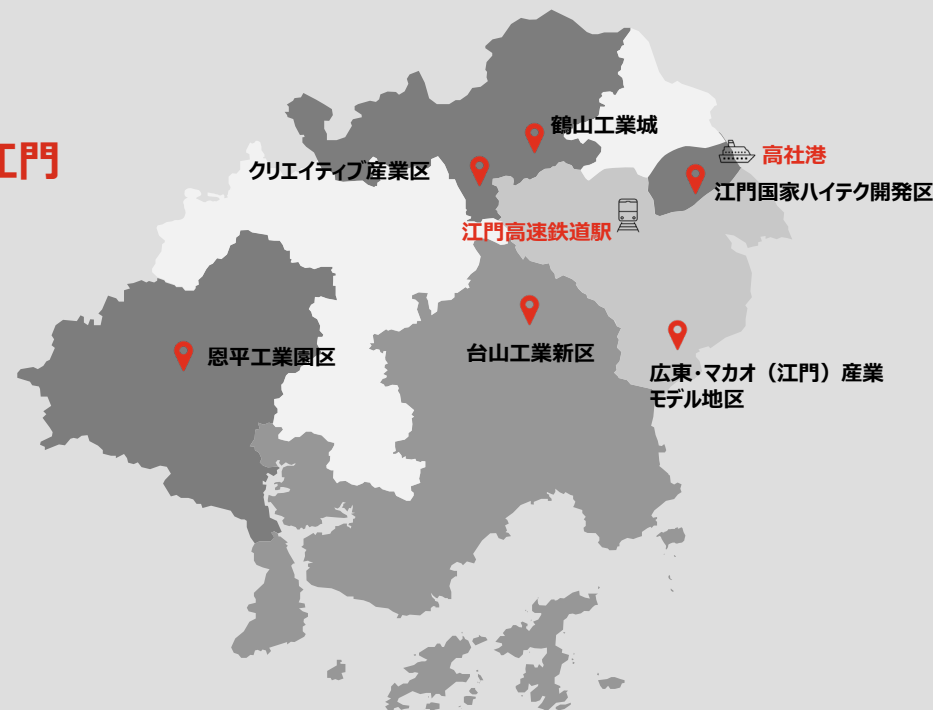 江門
鶴山工業城
高社港
クリエイティブ産業区
江門国家ハイテク開発区
江門高速鉄道駅
台山工業新区
恩平工業園区
広東・マカオ（江門）産業
モデル地区